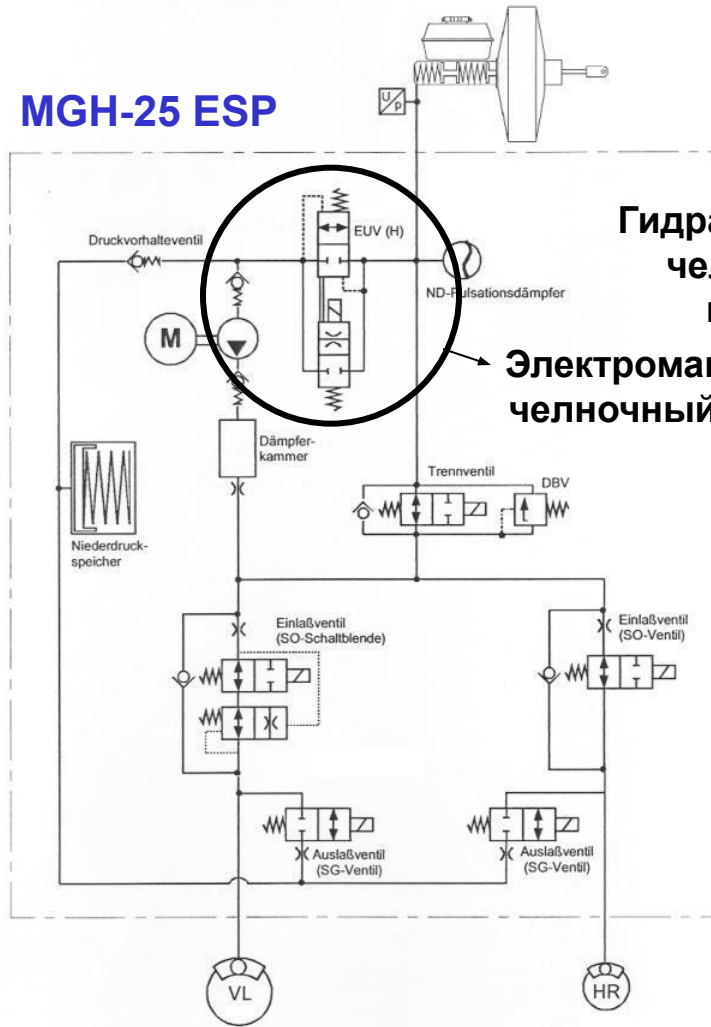 MGH-25 ESP
U/p
Druckvorhalteventil
EUV (H)
ND-Pulsationsdämpfer
M
Электромаг
челночный
Dämpfer-
kammer
Trennventil
DBV
Niederdruck-
speicher
Einlaßventil
(SO-Schaltblende)
Einlaßventil
(SO-Ventil)
Auslaßventil
(SG-Ventil)
Auslaßventil
(SG-Ventil)
VL
HR